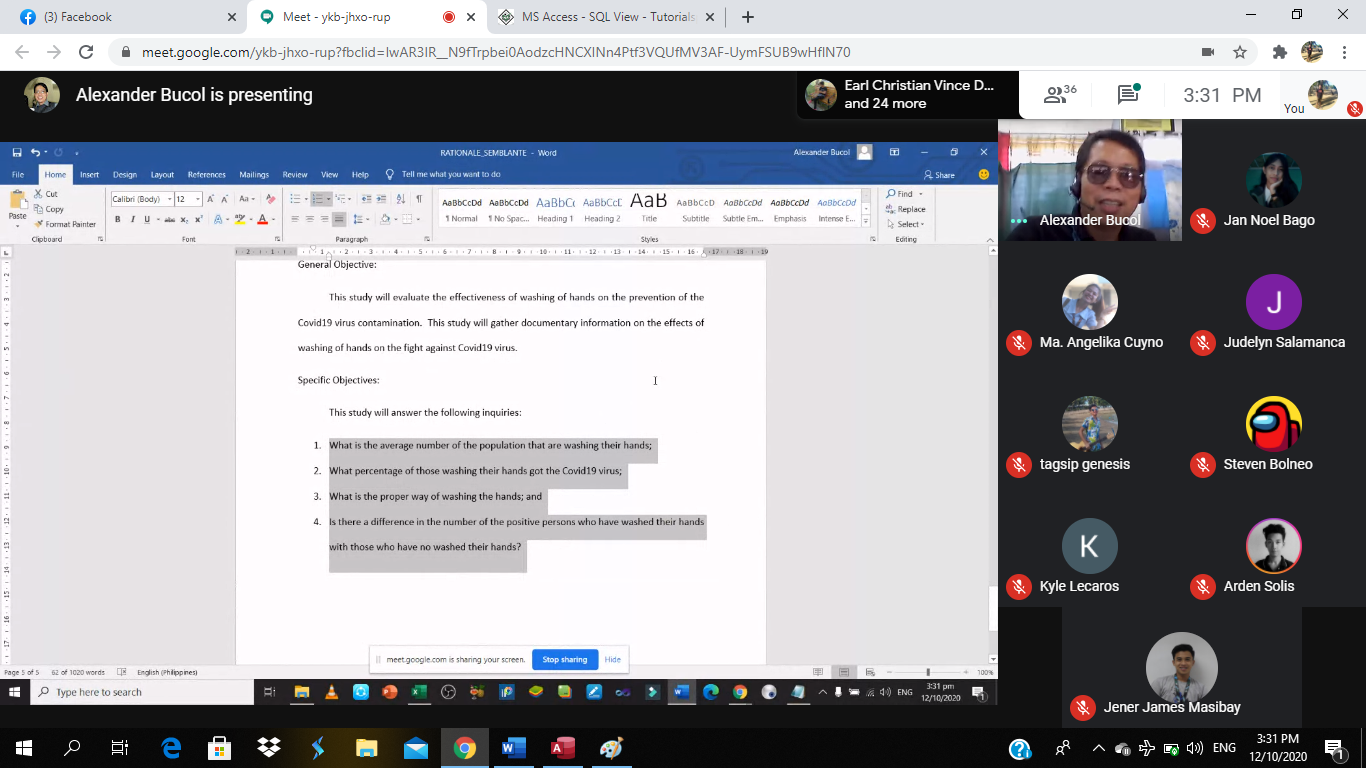 (3) Facebook
Meet - ykb-jhxo-rup
MS Access - SQL View - Tutorials
meet.google.com/ykb-jhxo-rup?fbclid=IwAR3IR__N9fTrpbei0AodzcHNCXINn4Ptf3VQUfMV3AF-UymFSUB9wHfIN70
Alexander Bucol is presenting
Earl Christian Vince D...
and 24 more
36
3:31 PM
You
RATIONALE_SEMBLANTE - Word
Alexander Bucol
File Home Insert Design Layout References Mailings Review View Help Tell me what you want to do
Share
Paste
Cut
Copy
Format Painter
Clipboard
Calibri (Body) 12
Font
Paragraph
AaBbCcDd AaBbCcDd AaBbCc AaBbCcD AaB AaBbCcD AaBbCcDd AaBbCcDd AaBbCcDd
¶ Normal ¶ No Spac... Heading 1 Heading 2 Title Subtitle Subtle Em... Emphasis Intense E...
Styles
Find
Replace
Select
Editing
General Objective:
This study will evaluate the effectiveness of washing of hands on the prevention of the
Covid19 virus contamination. This study will gather documentary information on the effects of
washing of hands on the fight against Covid19 virus.
Specific Objectives:
This study will answer the following inquiries:
1. What is the average number of the population that are washing their hands;
2. What percentage of those washing their hands got the Covid19 virus;
3. What is the proper way of washing the hands; and
4. Is there a difference in the number of the positive persons who have washed their hands
with those who have no washed their hands?
meet.google.com is sharing your screen.
Stop sharing
Hide
Page 5 of 5 62 of 1020 words English (Philippines)
100%
Type here to search
ENG
3:31 pm
12/10/2020
Alexander Bucol
Jan Noel Bago
Ma. Angelika Cuyno
J
Judelyn Salamanca
tagsip genesis
Steven Bolneo
K
Kyle Lecaros
Arden Solis
Jener James Masibay
ENG
3:31 PM
12/10/2020
1